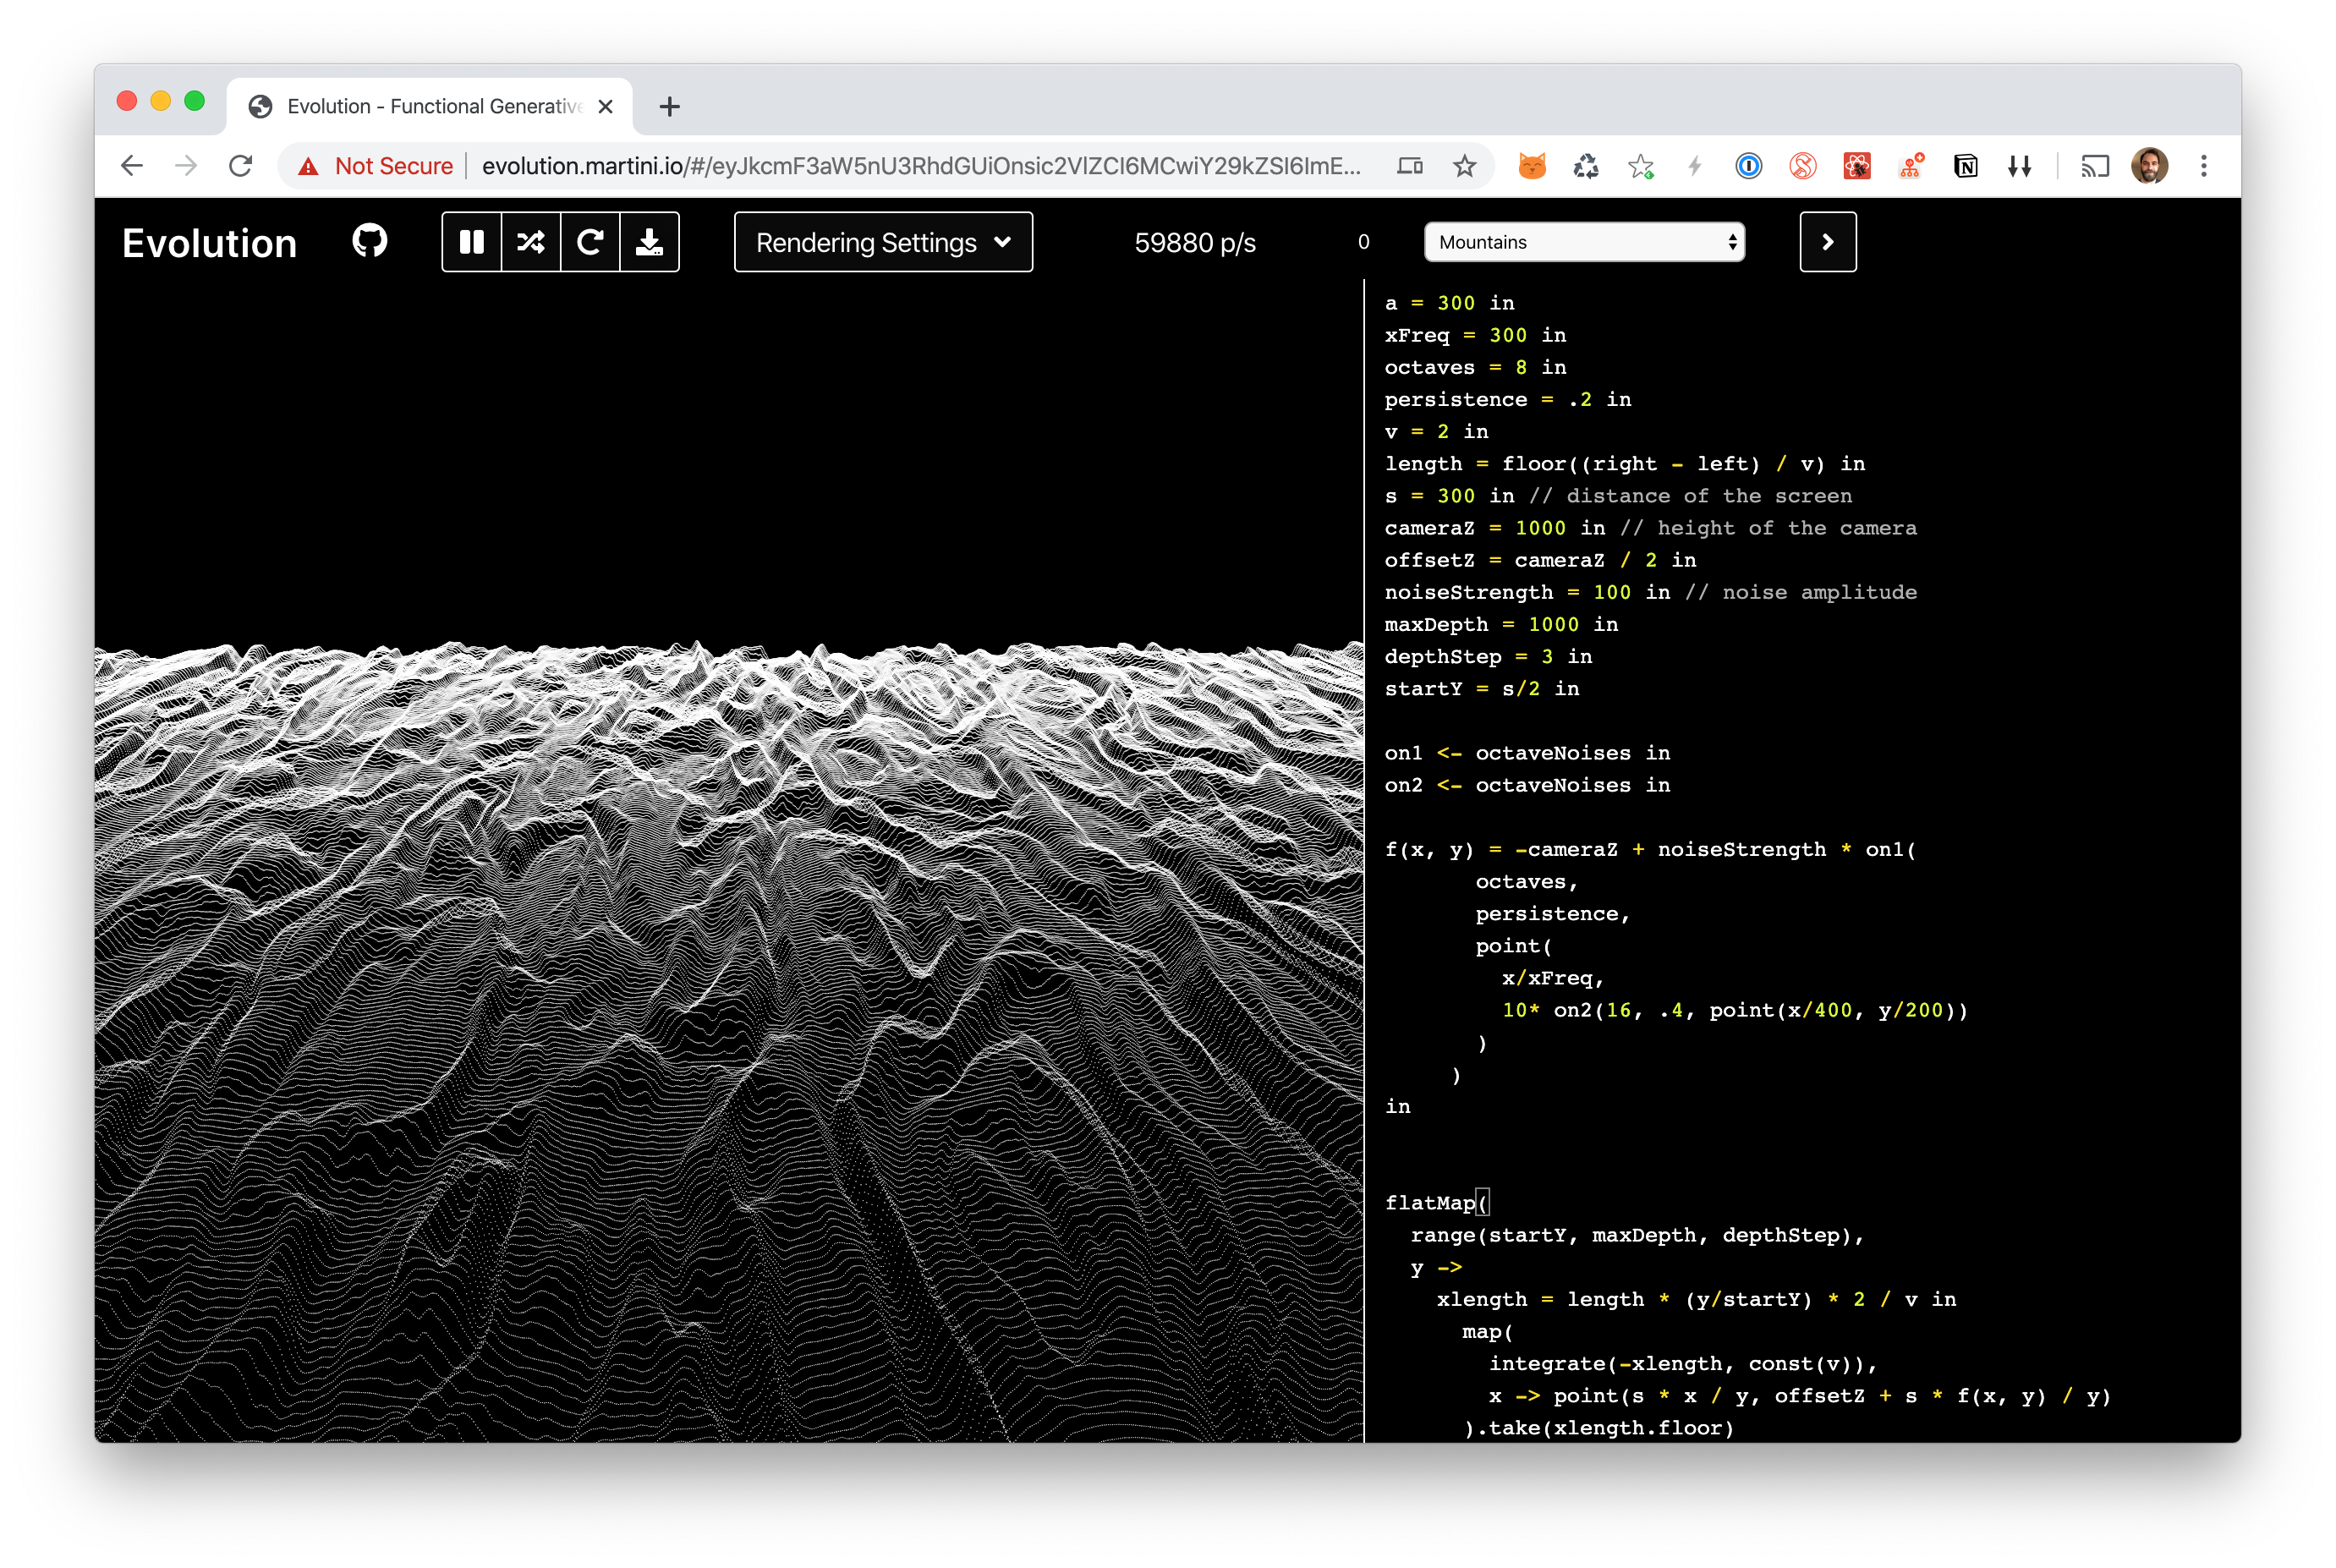 Evolution - Functional Generative
Not Secure
evolution.martini.io/#/eyJkcmF3aW5nU3RhdGUiOnsic2VlZCI6MCwiY29kZSI6ImE...
Evolution
Rendering Settings
59880 p/s
0
Mountains
a = 300 in
xFreq = 300 in
octaves = 8 in
persistence = .2 in
v = 2 in
length = floor((right - left) / v) in
s = 300 in // distance of the screen
cameraZ = 1000 in // height of the camera
offsetZ = cameraZ / 2 in
noiseStrength = 100 in // noise amplitude
maxDepth = 1000 in
depthStep = 3 in
startY = s/2 in
on1 <- octaveNoises in
on2 <- octaveNoises in
f(x, y) = -cameraZ + noiseStrength * on1(
octaves,
persistence,
point(
x/xFreq,
10* on2(16, .4, point(x/400, y/200))
)
)
in
flatMap(
range(startY, maxDepth, depthStep),
y ->
xlength = length * (y/startY) * 2 / v in
map(
integrate(-xlength, const(v)),
x -> point(s * x / y, offsetZ + s * f(x, y) / y)
).take(xlength.floor)